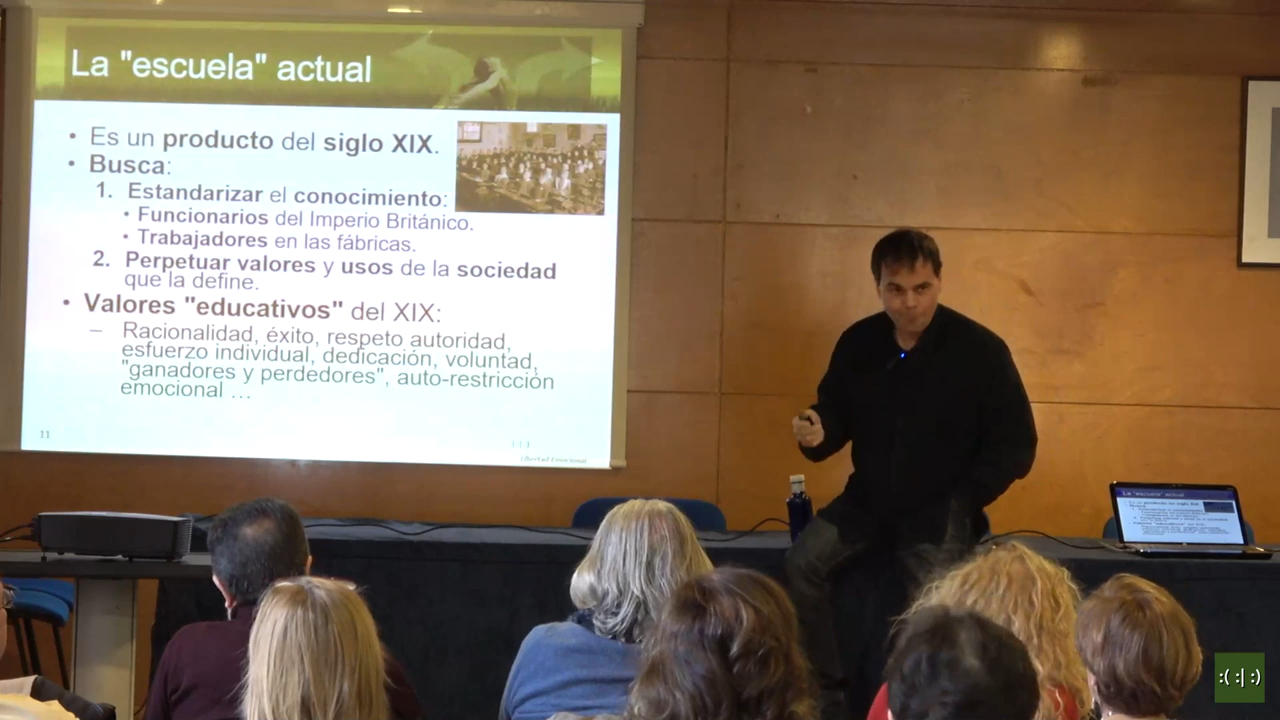 La "escuela" actual
• Es un producto del siglo XIX.
• Busca:
1. Estandarizar el conocimiento:
• Funcionarios del Imperio Británico.
• Trabajadores en las fábricas.
2. Perpetuar valores y usos de la sociedad
que la define.
• Valores "educativos" del XIX:
– Racionalidad, éxito, respeto autoridad,
esfuerzo individual, dedicación, voluntad,
"ganadores y perdedores", auto-restricción
emocional …
11
Libertad Emocional
La "escuela" actual
:( :| :)